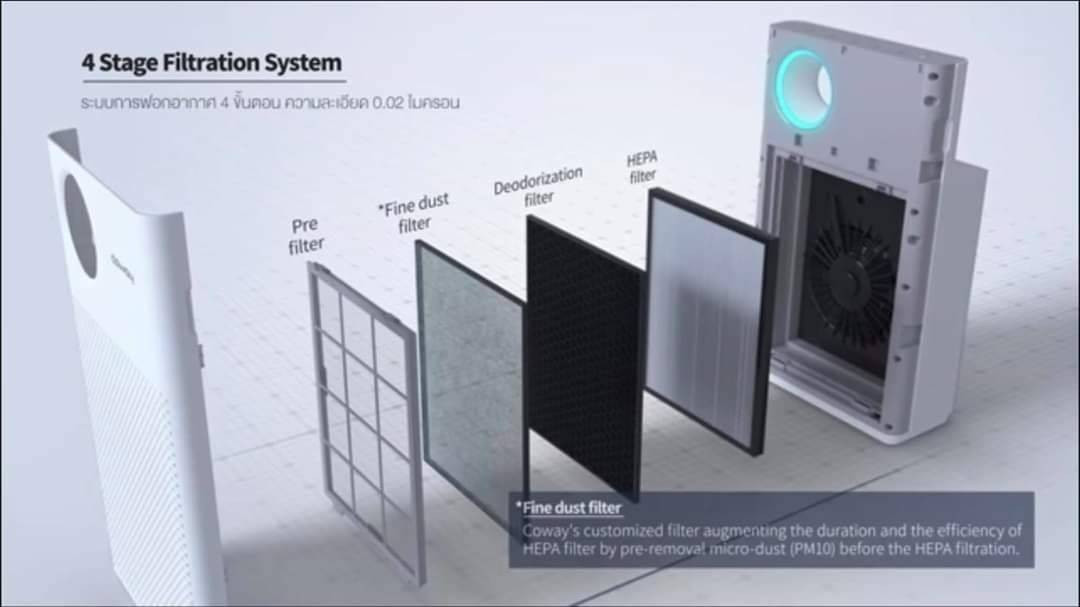 4 Stage Filtration System
ระบบการฟอกอากาศ 4 ขั้นตอน ความละเอียด 0.02 ไมครอน
Pre
filter
*Fine dust
filter
Deodorization
filter
HEPA
filter
*Fine dust filter
Coway's customized filter augmenting the duration and the efficiency of
HEPA filter by pre-removal micro-dust (PM10) before the HEPA filtration.